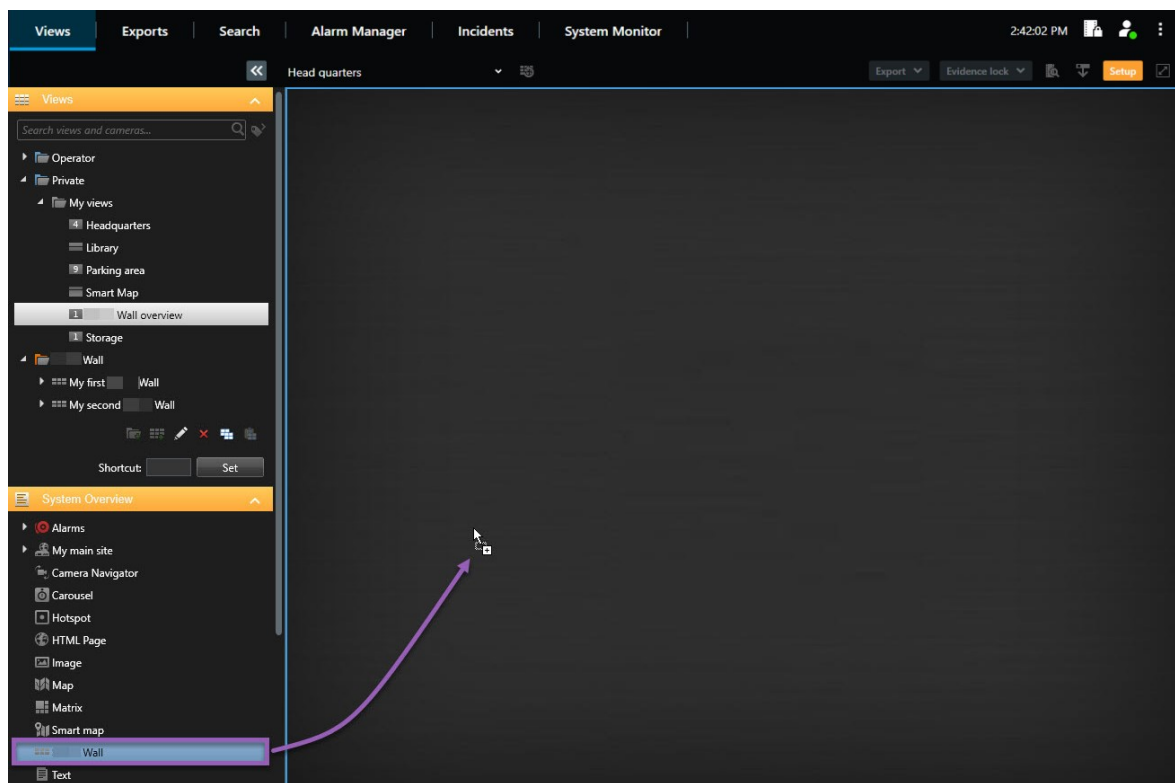 Views Exports Search Alarm Manager Incidents System Monitor 2:42:02 PM
Head quarters Export Evidence lock Setup
Views
Search views and cameras...
Operator
Private
My views
4 Headquarters
Library
9 Parking area
Smart Map
1 Wall overview
1 Storage
Wall
My first Wall
My second Wall
Shortcut: Set
System Overview
Alarms
My main site
Camera Navigator
Carousel
Hotspot
HTML Page
Image
Map
Matrix
Smart map
Wall
Text